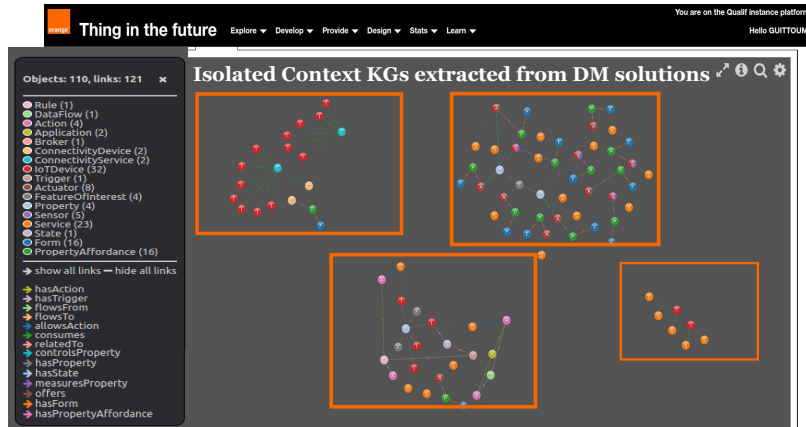 You are on the Qualif instance platform
orange
Thing in the future
Explore Develop Provide Design Stats Learn
Hello GUITTOUM
Objects: 110, links: 121 ×
Isolated Context KGs extracted from DM solutions
Rule (1)
DataFlow (1)
Action (4)
Application (2)
Broker (1)
ConnectivityDevice (2)
ConnectivityService (2)
IoTDevice (32)
Trigger (1)
Actuator (8)
FeatureOfInterest (4)
Property (4)
Sensor (5)
Service (23)
State (1)
Form (16)
PropertyAffordance (16)
show all links hide all links
hasAction
hasTrigger
flowsFrom
flowsTo
allowsAction
consumes
relatedTo
controlsProperty
hasProperty
hasState
measuresProperty
offers
hasForm
hasPropertyAffordance